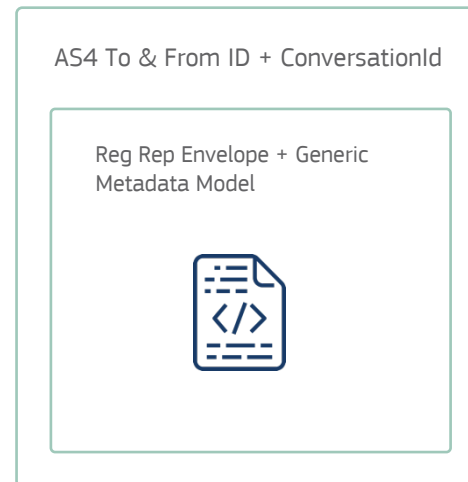 AS4 To & From ID + ConversationId
Reg Rep Envelope + Generic
Metadata Model
</>